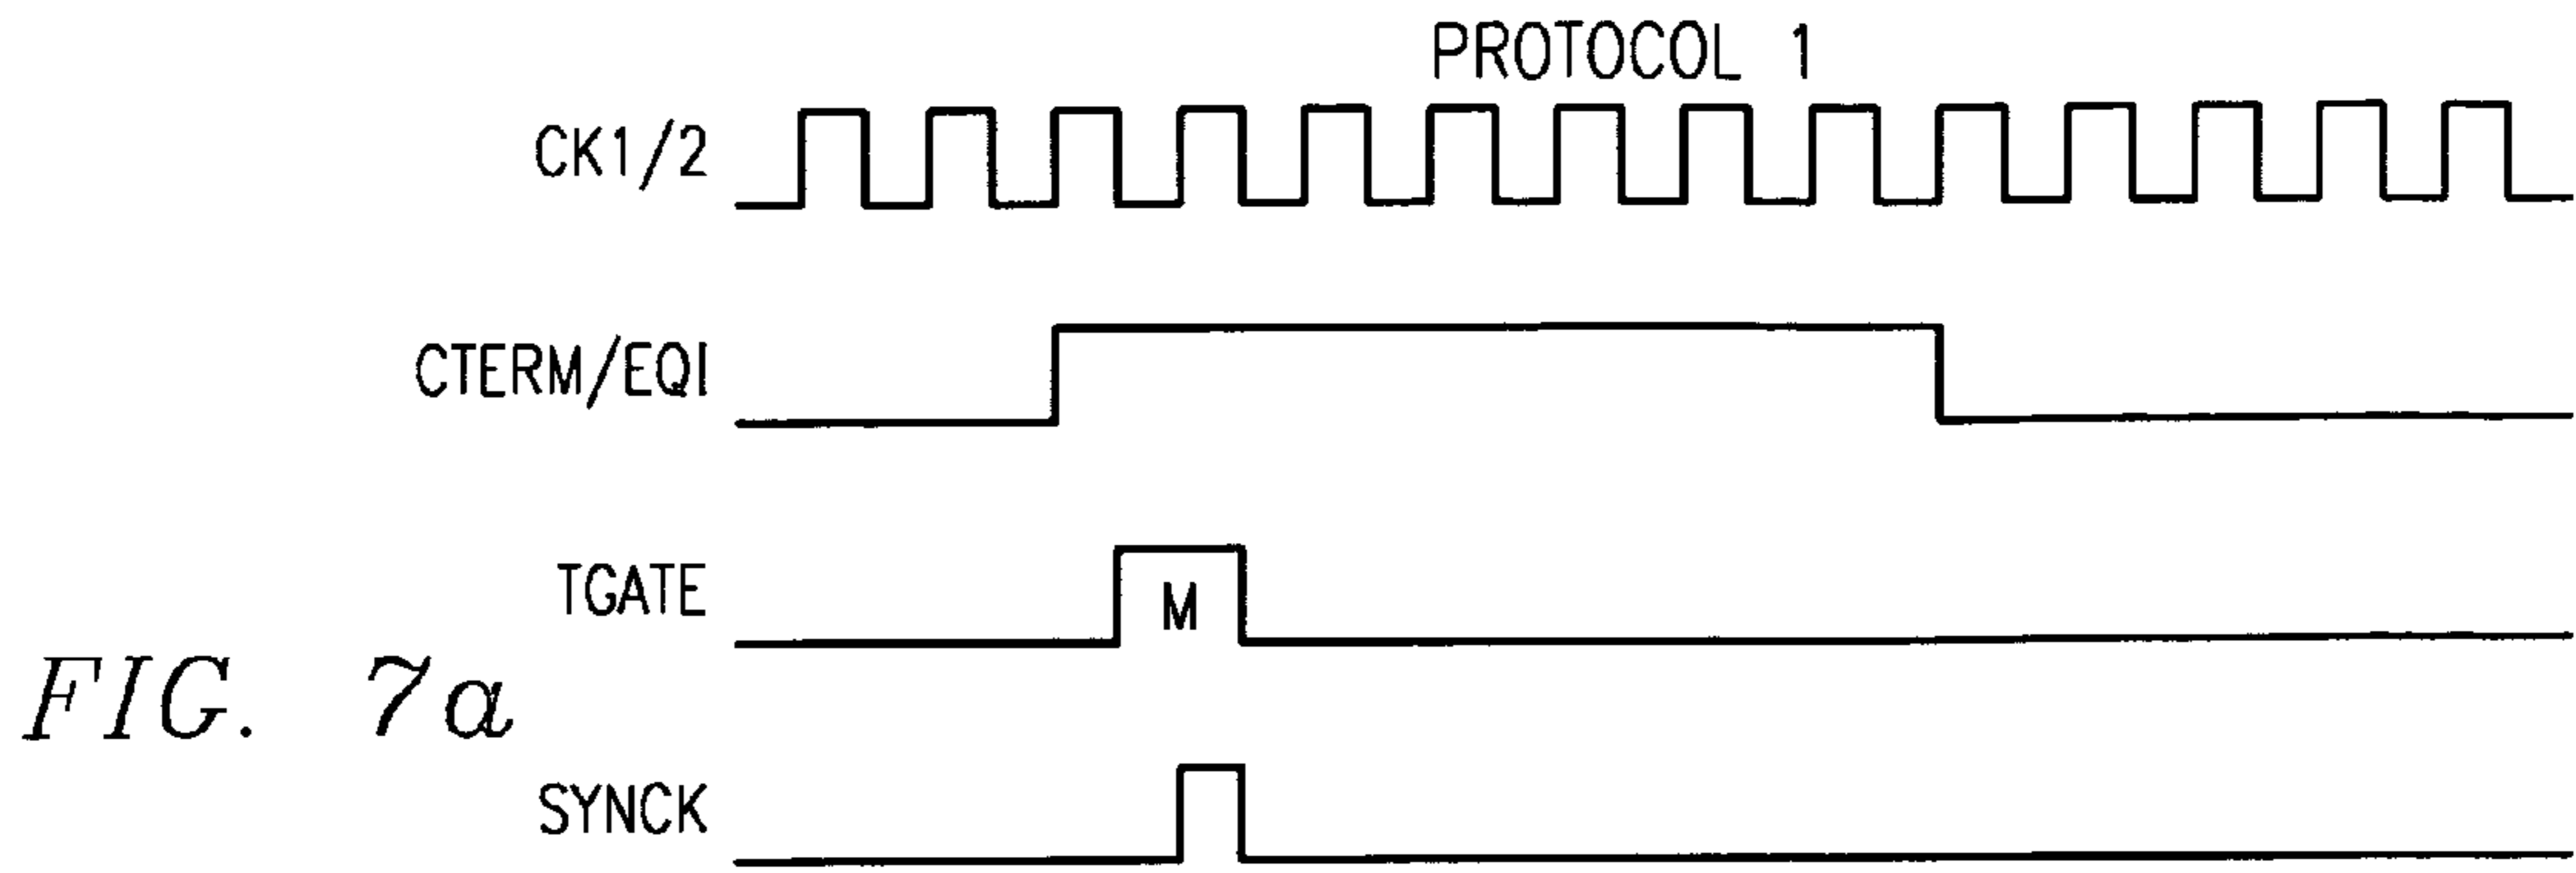 PROTOCOL 1
CK1/2
CTERM/EQI
TGATE
M
FIG. 7a
SYNCK